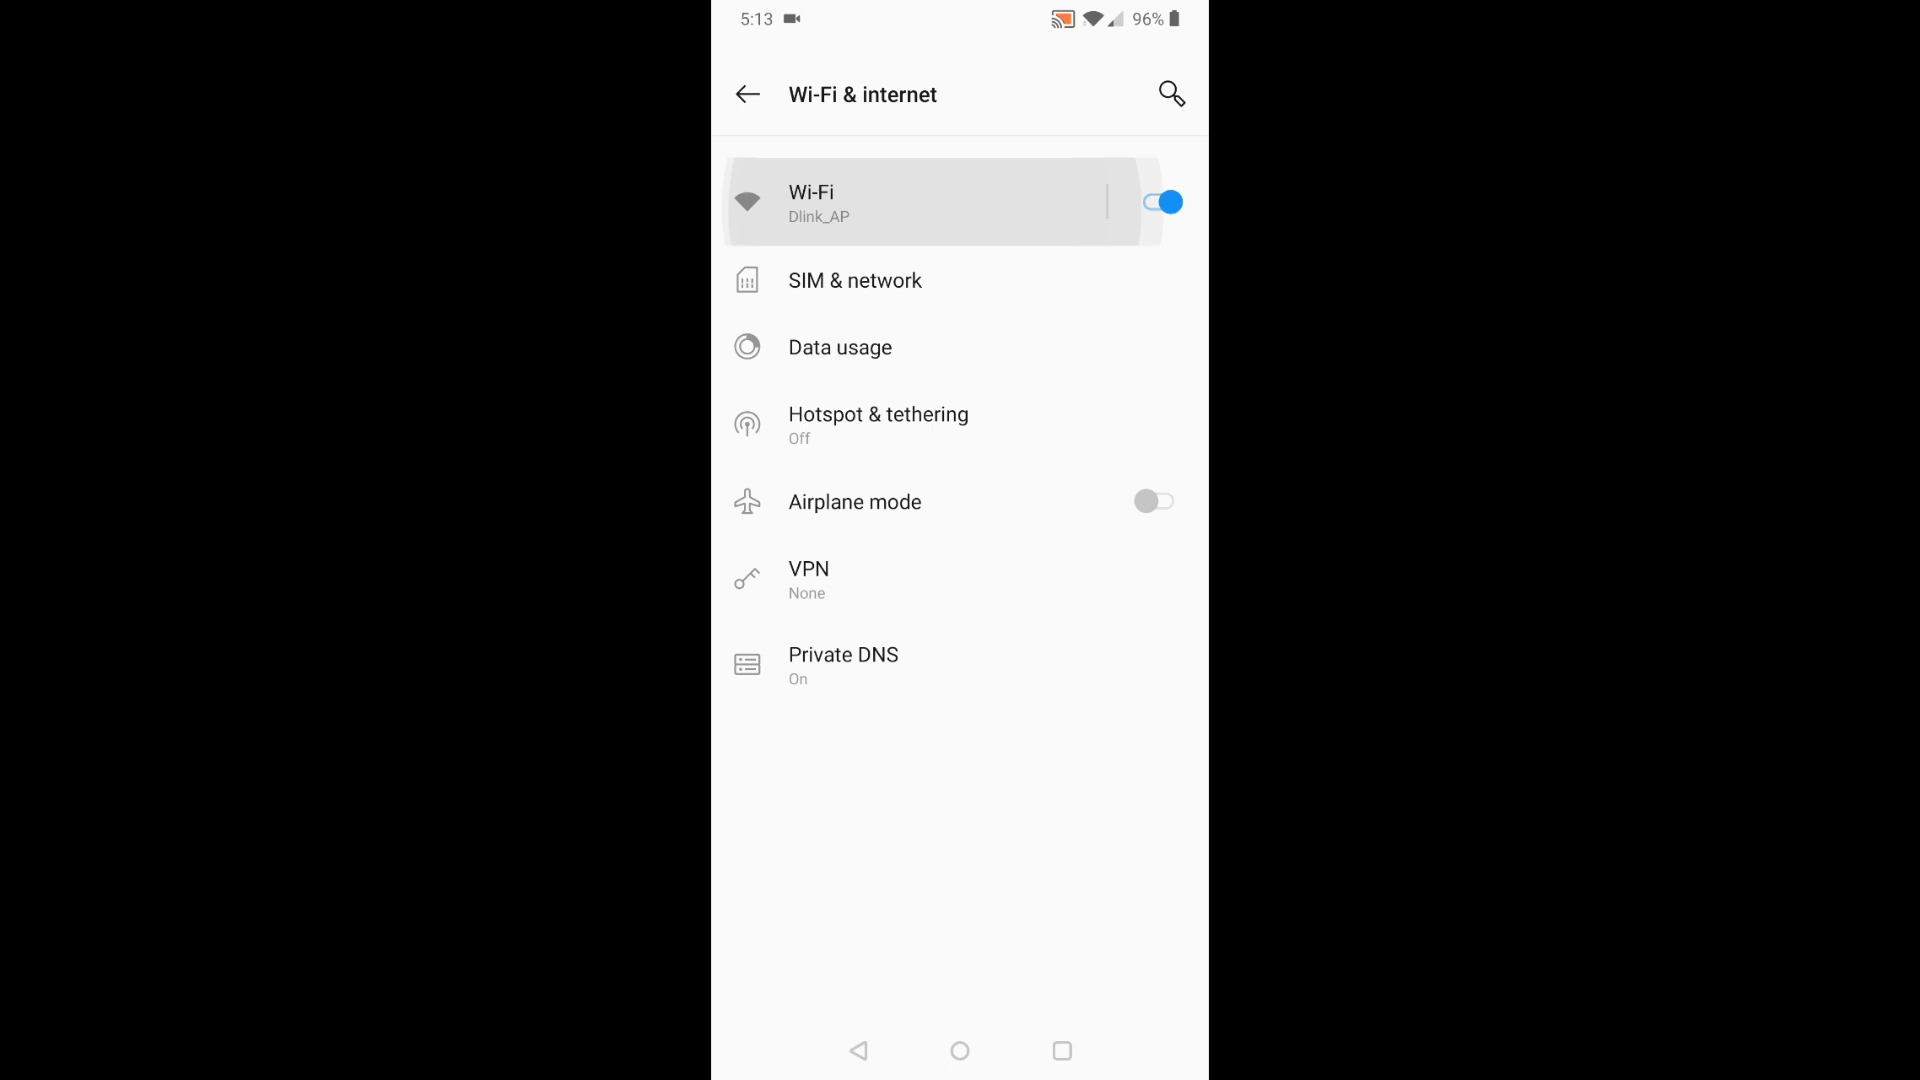 5:13
96%
Wi-Fi & internet
Wi-Fi
Dlink_AP
SIM & network
Data usage
Hotspot & tethering
Off
Airplane mode
VPN
None
Private DNS
On